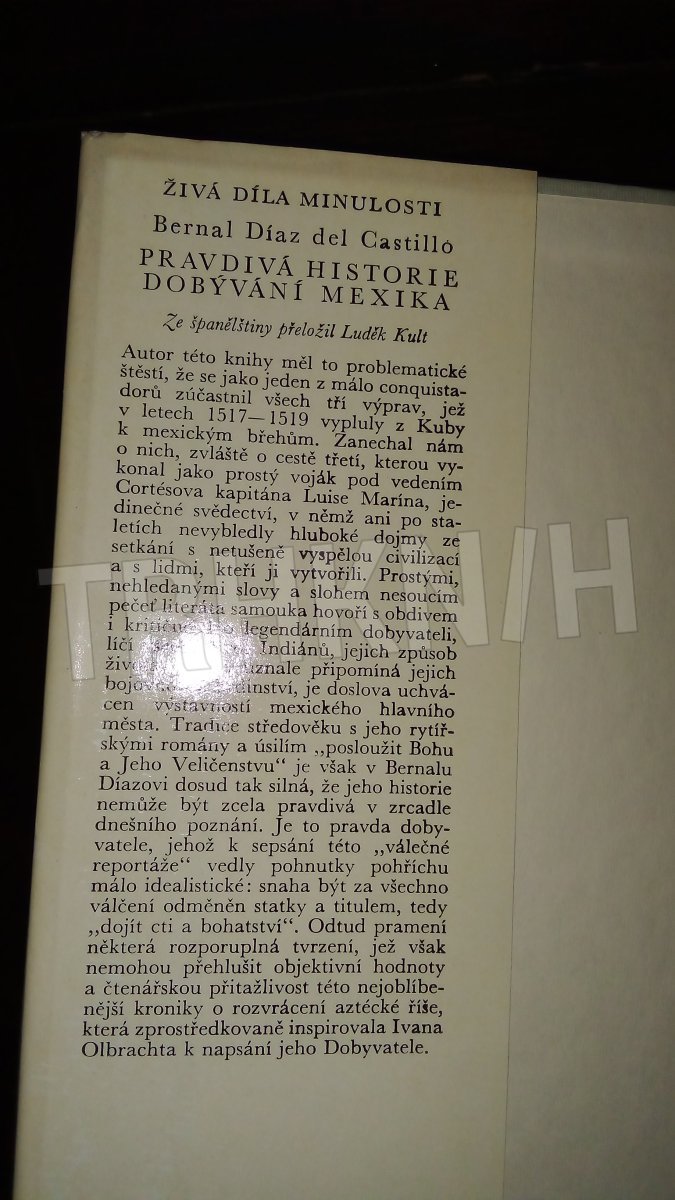 ŽIVÁ DÍLA MINULOSTI
Bernal Díaz del Castillo
PRAVDIVÁ HISTORIE
DOBÝVÁNÍ MEXIKA
Ze španělštiny přeložil Luděk Kult
Autor této knihy měl to problematické
štěstí, že se jako jeden z málo conquista-
dorů zúčastnil všech tří výprav, jež
v letech 1517—1519 vypluly z Kuby
k mexickým břehům. Zanechal nám
o nich, zvláště o cestě třetí, kterou vy-
konal jako prostý voják pod vedením
Cortésova kapitána Luise Marína, je-
dinečné svědectví, v němž ani po sta-
letích nevybledly hluboké dojmy ze
setkání s netušeně vyspělou civilizací
a s lidmi, kteří ji vytvořili. Prostými,
nehledanými slovy a slohem nesoucím
pečeť literáta samouka hovoří s obdivem
i legendárním dobyvateli,
líčí Indiánů, jejich způsob
připomíná jejich
je doslova uchvá-
cen výstavností mexického hlavního
města. Tradice středověku s jeho rytíř-
skými romány a úsilím „posloužit Bohu
a Jeho Veličenstvu“ je však v Bernalu
Díazovi dosud tak silná, že jeho historie
nemůže být zcela pravdivá v zrcadle
dnešního poznání. Je to pravda doby-
vatele, jehož k sepsání této „válečné
reportáže“ vedly pohnutky pohříchu
málo idealistické: snaha být za všechno
válčení odměněn statky a titulem, tedy
„dojít cti a bohatství“. Odtud pramení
některá rozporuplná tvrzení, jež však
nemohou přehlušit objektivní hodnoty
a čtenářskou přitažlivost této nejoblíbe-
nější kroniky o rozvrácení aztécké říše,
která zprostředkovaně inspirovala Ivana
Olbrachta k napsání jeho Dobyvatele.